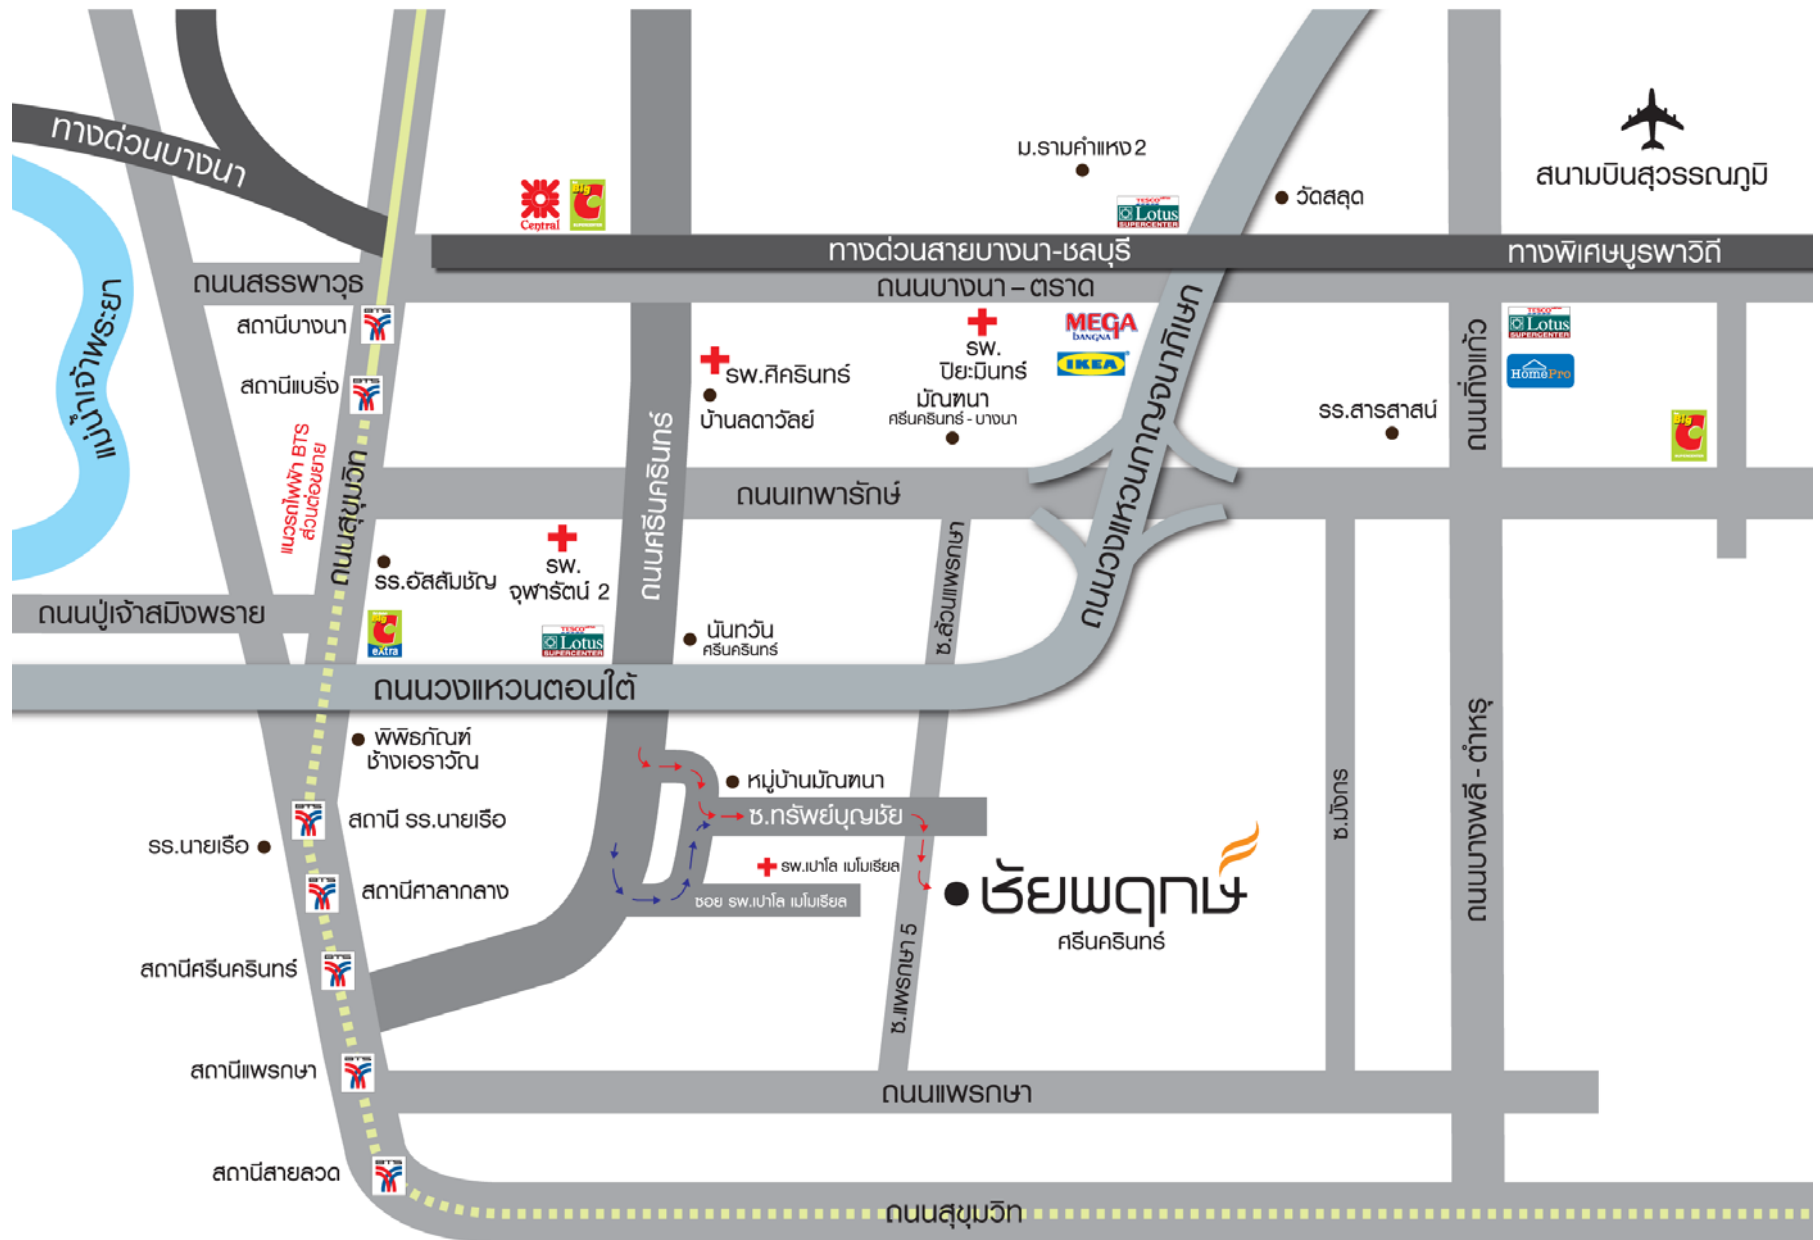 ทางด่วนบางนา
ม.รามคำแหง 2
สนามบินสุวรรณภูมิ
วัดสลุด
Central
Big C
SUPERCENTER
TESCO
Lotus
SUPERCENTER
ทางด่วนสายบางนา-ชลบุรี
ทางพิเศษบูรพาวิถี
ถนนสรรพาวุธ
ถนนบางนา – ตราด
แม่น้ำเจ้าพระยา
สถานีบางนา
BTS
MEGA
BANGNA
IKEA
TESCO
Lotus
SUPERCENTER
HomePro
รพ.ศิครินทร์
รพ.
ปิยะมินทร์
สถานีแบริ่ง
BTS
บ้านลดาวัลย์
มัณฑนา
ศรีนครินทร์ - บางนา
รร.สารสาสน์
ถนนกิ่งแก้ว
Big C
SUPERCENTER
แนวรถไฟฟ้า BTS
ส่วนต่อขยาย
ถนนสุขุมวิท
ถนนศรีนครินทร์
ถนนวงแหวนกาญจนาภิเษก
ถนนเทพารักษ์
รร.อัสสัมชัญ
รพ.
จุฬารัตน์ 2
ซ.ล้วนแพรกษา
ถนนปู่เจ้าสมิงพราย
Big C
extra
TESCO
Lotus
SUPERCENTER
นันทวัน
ศรีนครินทร์
ถนนวงแหวนตอนใต้
พิพิธภัณฑ์
ช้างเอราวัณ
หมู่บ้านมัณฑนา
ซ.มังกร
ถนนบางพลี - ตำหรุ
BTS
สถานี รร.นายเรือ
ซ.ทรัพย์บุญชัย
รร.นายเรือ
รพ.เปาโล เมโมเรียล
BTS
สถานีศาลากลาง
ซอย รพ.เปาโล เมโมเรียล
ชัยพฤกษ์
ศรีนครินทร์
สถานีศรีนครินทร์
BTS
ซ.แพรกษา 5
สถานีแพรกษา
BTS
ถนนแพรกษา
สถานีสายลวด
BTS
ถนนสุขุมวิท